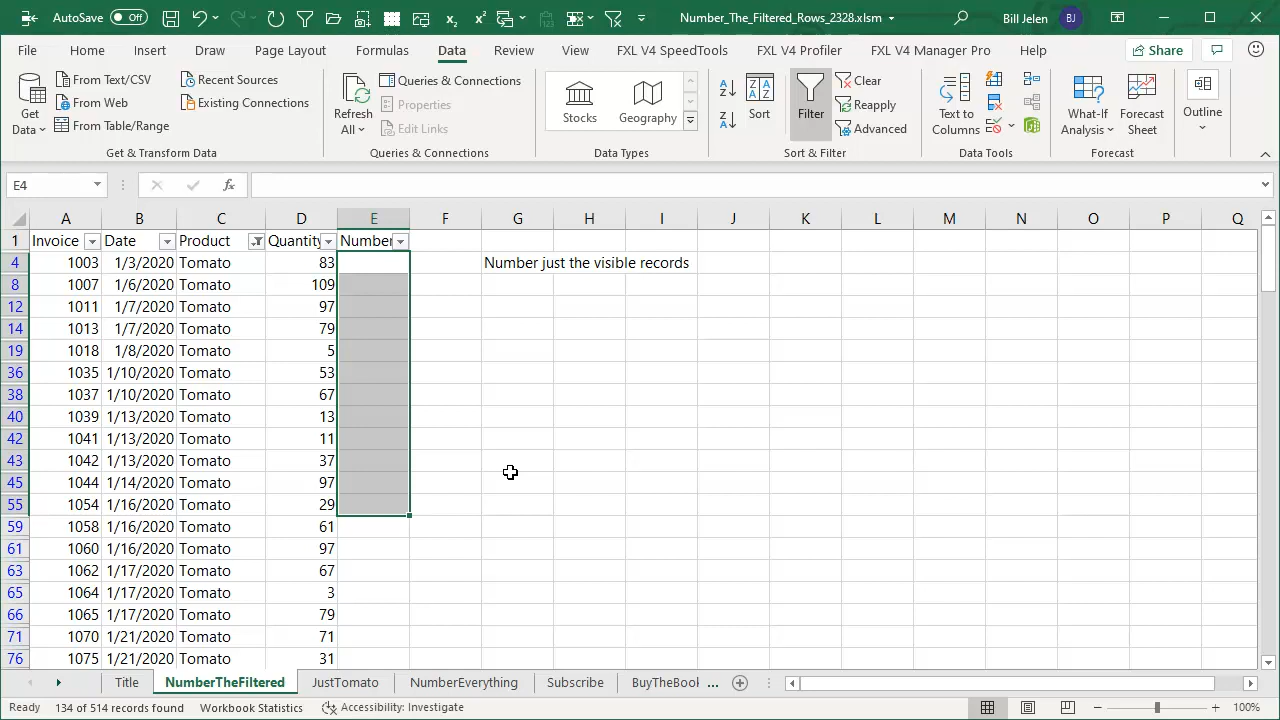 AutoSave Off Number_The_Filtered_Rows_2328.xlsm Bill Jelen BJ
File Home Insert Draw Page Layout Formulas Data Review View FXL V4 SpeedTools FXL V4 Profiler FXL V4 Manager Pro Help Share
Get Data
From Text/CSV
From Web
From Table/Range
Recent Sources
Existing Connections
Get & Transform Data
Refresh All
Queries & Connections
Properties
Edit Links
Queries & Connections
Stocks Geography
Data Types
Sort Filter
Clear
Reapply
Advanced
Sort & Filter
Text to Columns
Data Tools
What-If Analysis
Forecast Sheet
Forecast
Outline
E4 fx
A B C D E F G H I J K L M N O P Q
1 Invoice Date Product Quantity Number
4 1003 1/3/2020 Tomato 83 Number just the visible records
8 1007 1/6/2020 Tomato 109
12 1011 1/7/2020 Tomato 97
14 1013 1/7/2020 Tomato 79
19 1018 1/8/2020 Tomato 5
36 1035 1/10/2020 Tomato 53
38 1037 1/10/2020 Tomato 67
40 1039 1/13/2020 Tomato 13
42 1041 1/13/2020 Tomato 11
43 1042 1/13/2020 Tomato 37
45 1044 1/14/2020 Tomato 97
55 1054 1/16/2020 Tomato 29
59 1058 1/16/2020 Tomato 61
61 1060 1/16/2020 Tomato 97
63 1062 1/17/2020 Tomato 67
65 1064 1/17/2020 Tomato 3
66 1065 1/17/2020 Tomato 79
71 1070 1/21/2020 Tomato 71
76 1075 1/21/2020 Tomato 31
Title NumberTheFiltered JustTomato NumberEverything Subscribe BuyTheBook ...
Ready 134 of 514 records found Workbook Statistics Accessibility: Investigate 100%